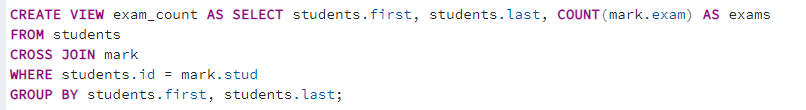 CREATE VIEW exam_count AS SELECT students.first, students.last, COUNT(mark.exam) AS exams
FROM students
CROSS JOIN mark
WHERE students.id = mark.stud
GROUP BY students.first, students.last;